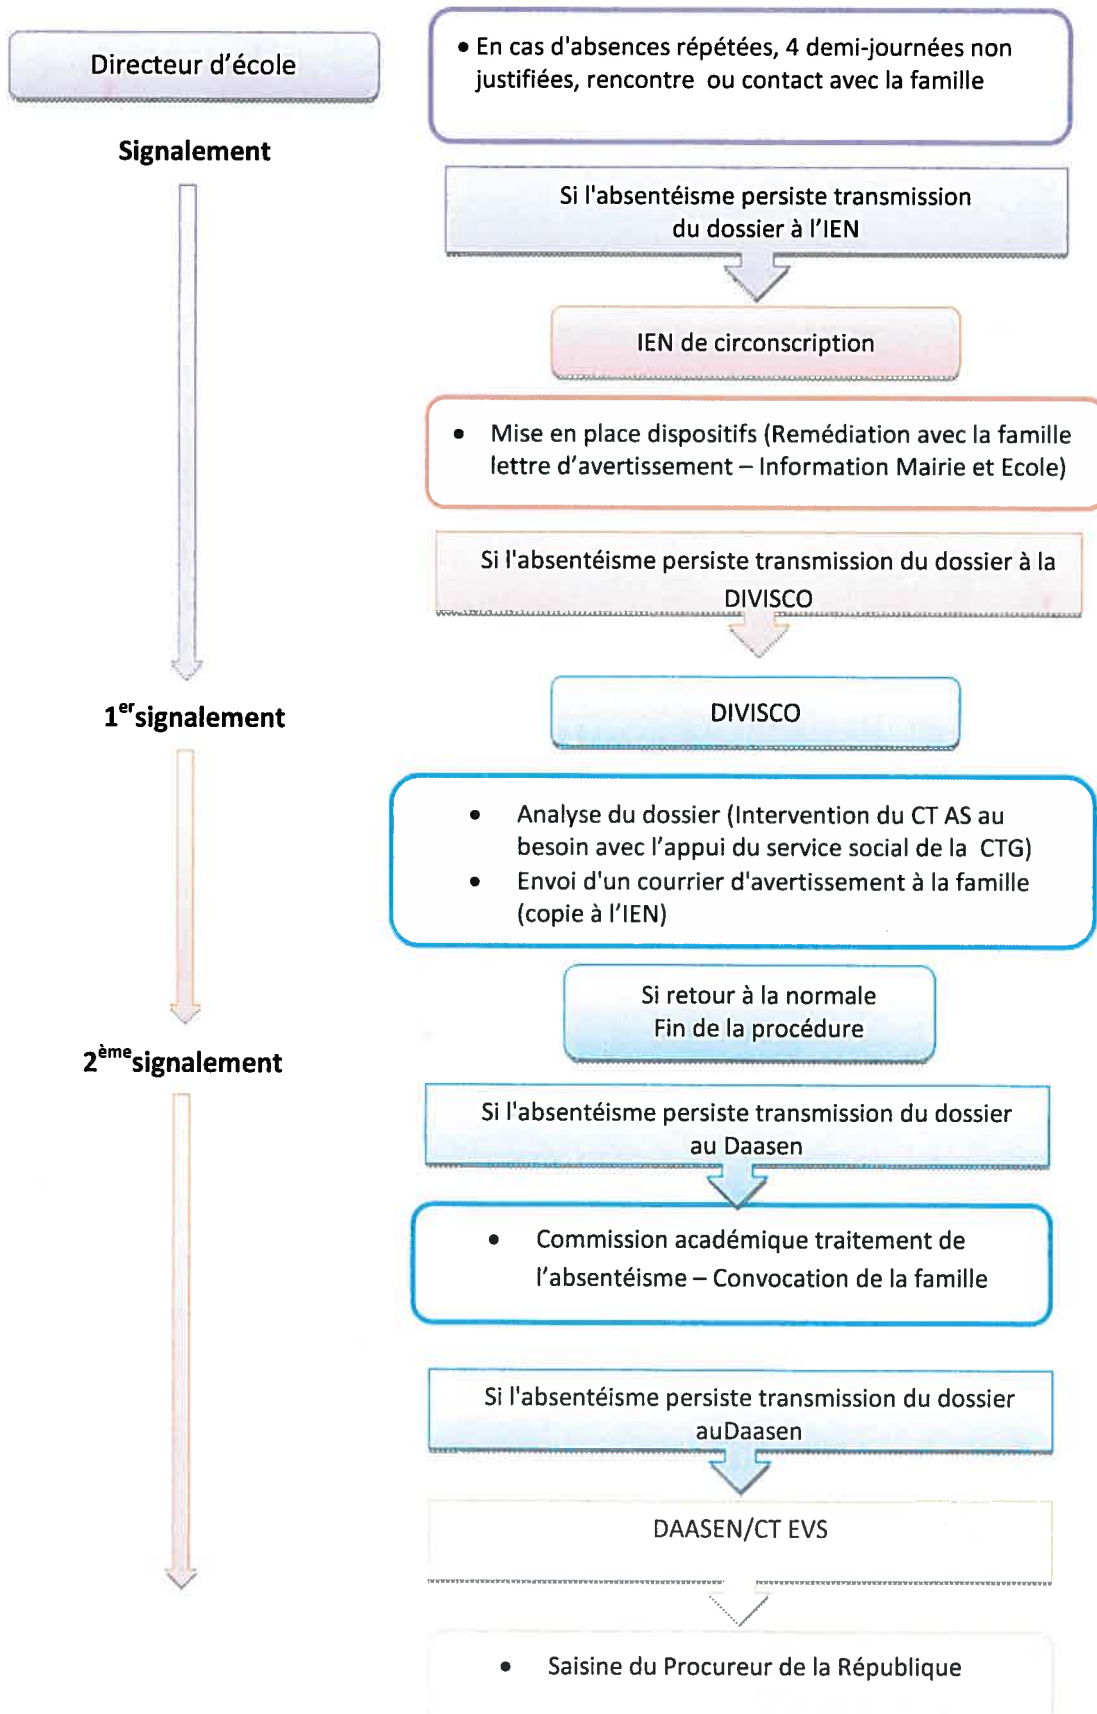 Directeur d'école
• En cas d'absences répétées, 4 demi-journées non
justifiées, rencontre ou contact avec la famille
Signalement
Si l'absentéisme persiste transmission
du dossier à l'IEN
IEN de circonscription
• Mise en place dispositifs (Remédiation avec la famille
lettre d'avertissement – Information Mairie et Ecole)
Si l'absentéisme persiste transmission du dossier à la
DIVISCO
1er signalement
DIVISCO
• Analyse du dossier (Intervention du CT AS au
besoin avec l'appui du service social de la CTG)
• Envoi d'un courrier d'avertissement à la famille
(copie à l'IEN)
Si retour à la normale
Fin de la procédure
2ème signalement
Si l'absentéisme persiste transmission du dossier
au Daasen
• Commission académique traitement de
l'absentéisme – Convocation de la famille
Si l'absentéisme persiste transmission du dossier
auDaasen
DAASEN/CT EVS
• Saisine du Procureur de la République